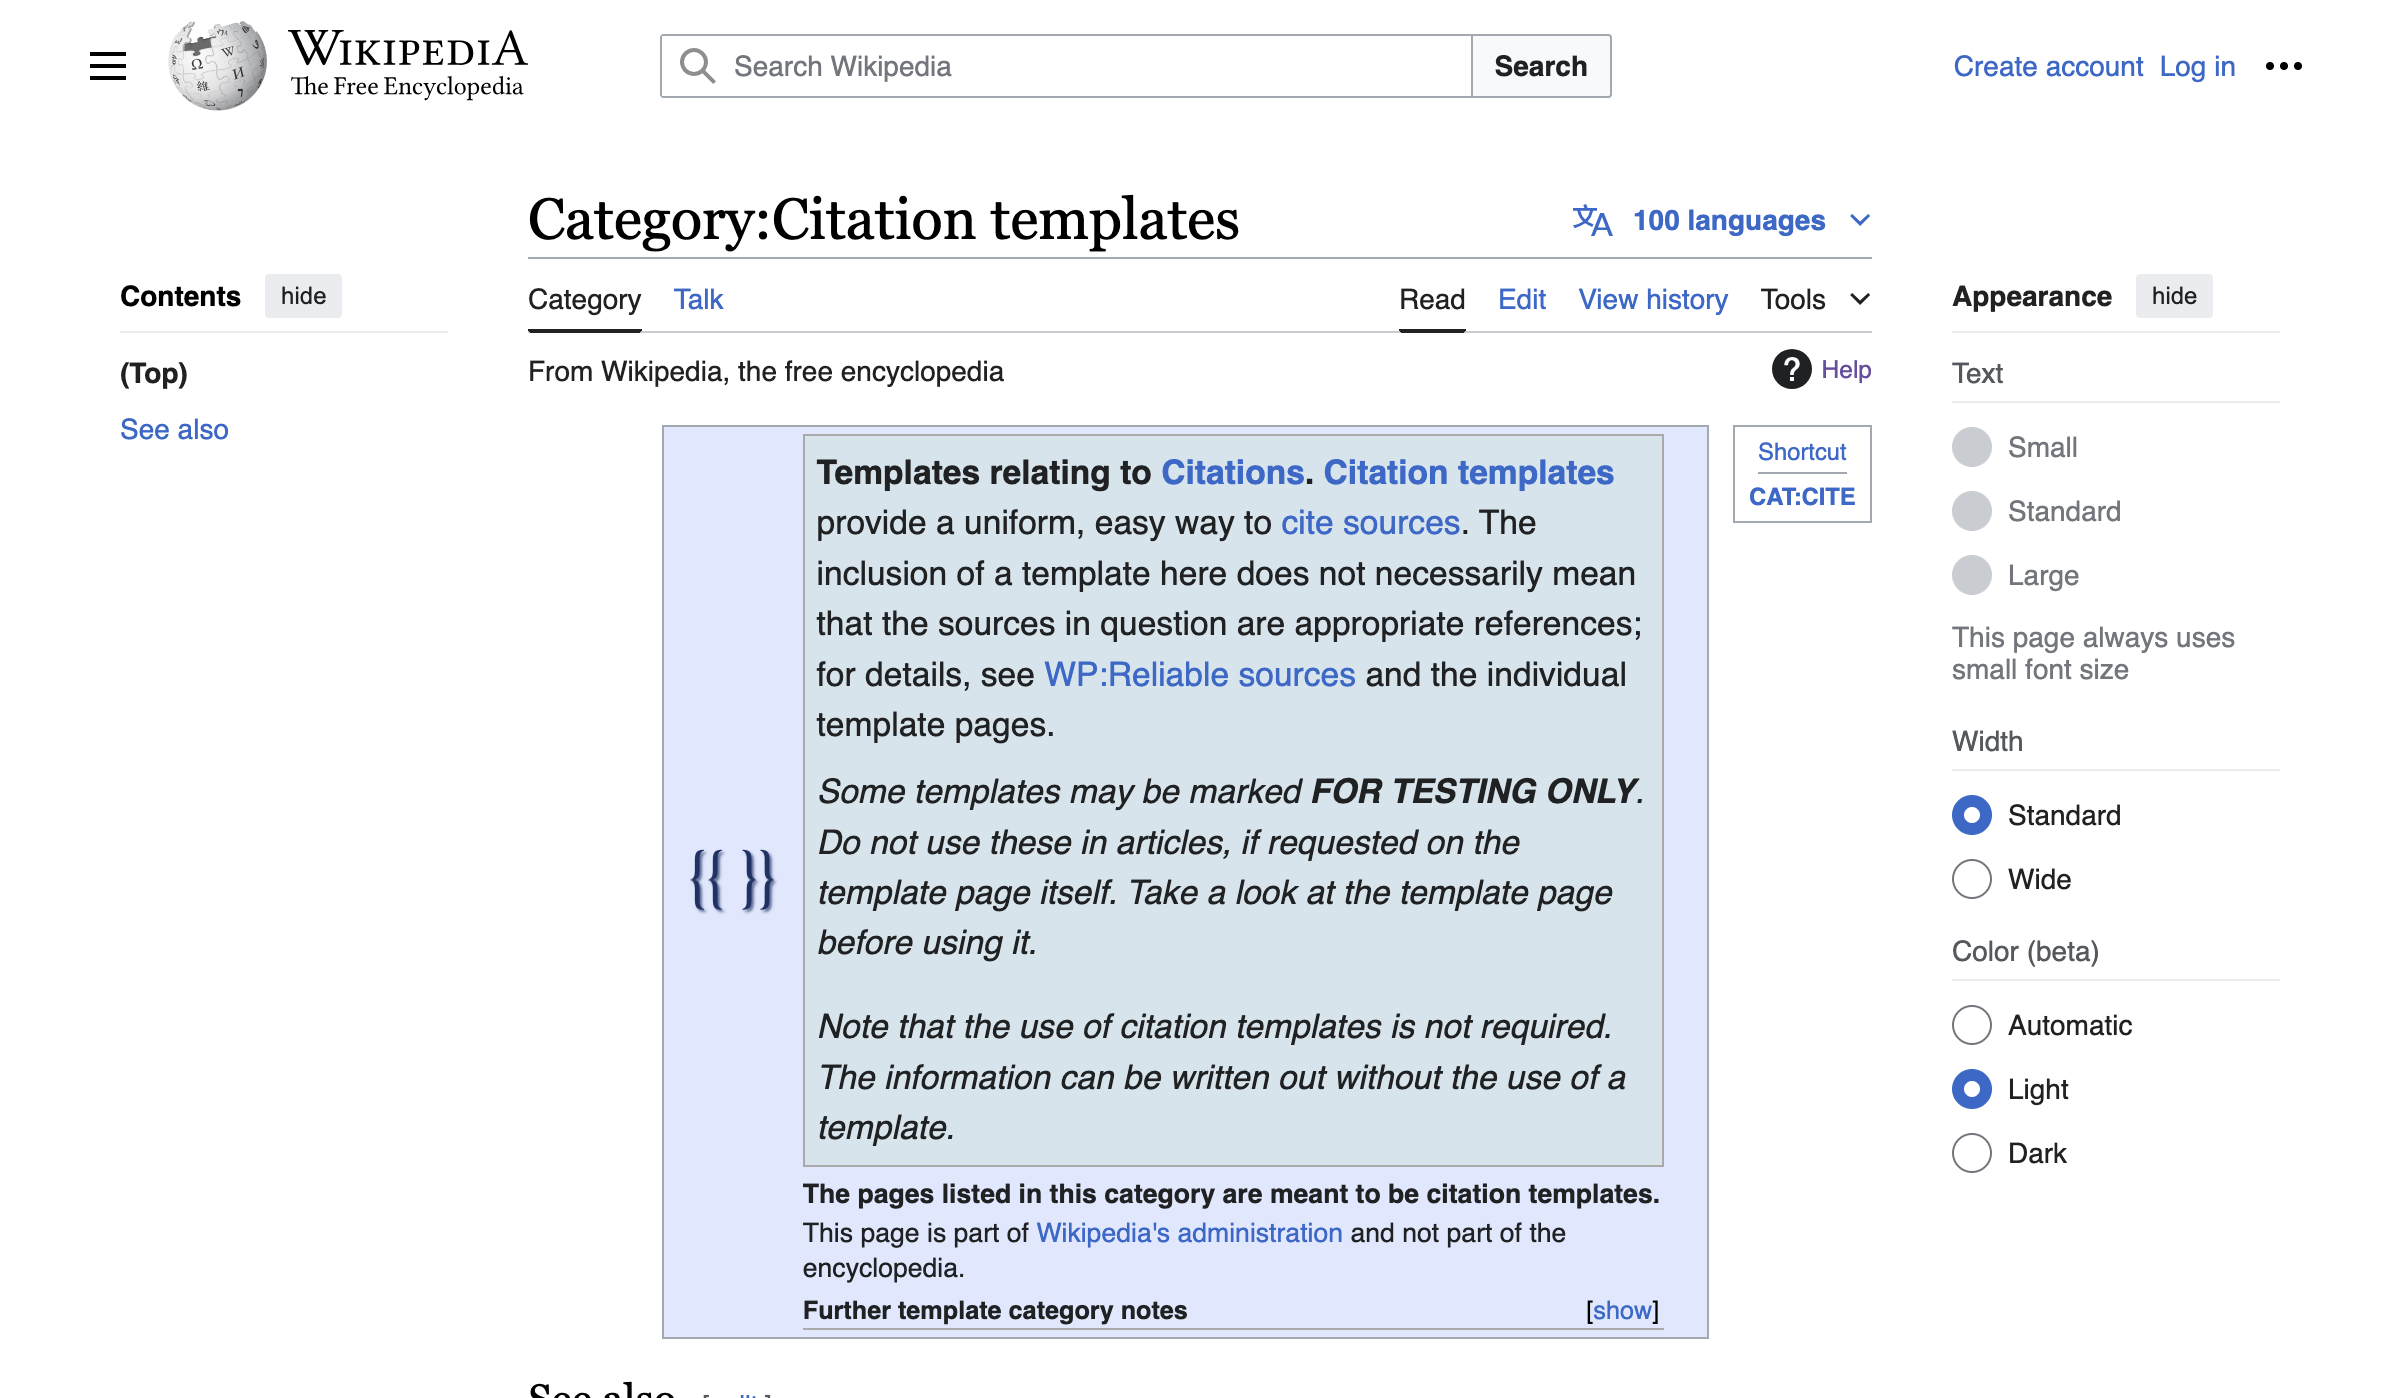 WIKIPEDIA
The Free Encyclopedia
Search Wikipedia
Search
Create account Log in
Category:Citation templates
100 languages
Contents hide
Category Talk
Read Edit View history Tools
Appearance hide
(Top)
From Wikipedia, the free encyclopedia
Help
Text
See also
Templates relating to Citations. Citation templates
provide a uniform, easy way to cite sources. The
inclusion of a template here does not necessarily mean
that the sources in question are appropriate references;
for details, see WP:Reliable sources and the individual
template pages.
Some templates may be marked FOR TESTING ONLY.
Do not use these in articles, if requested on the
template page itself. Take a look at the template page
before using it.
Note that the use of citation templates is not required.
The information can be written out without the use of a
template.
{{ }}
The pages listed in this category are meant to be citation templates.
This page is part of Wikipedia's administration and not part of the
encyclopedia.
Further template category notes [show]
Shortcut
CAT:CITE
Small
Standard
Large
This page always uses
small font size
Width
Standard
Wide
Color (beta)
Automatic
Light
Dark
See also